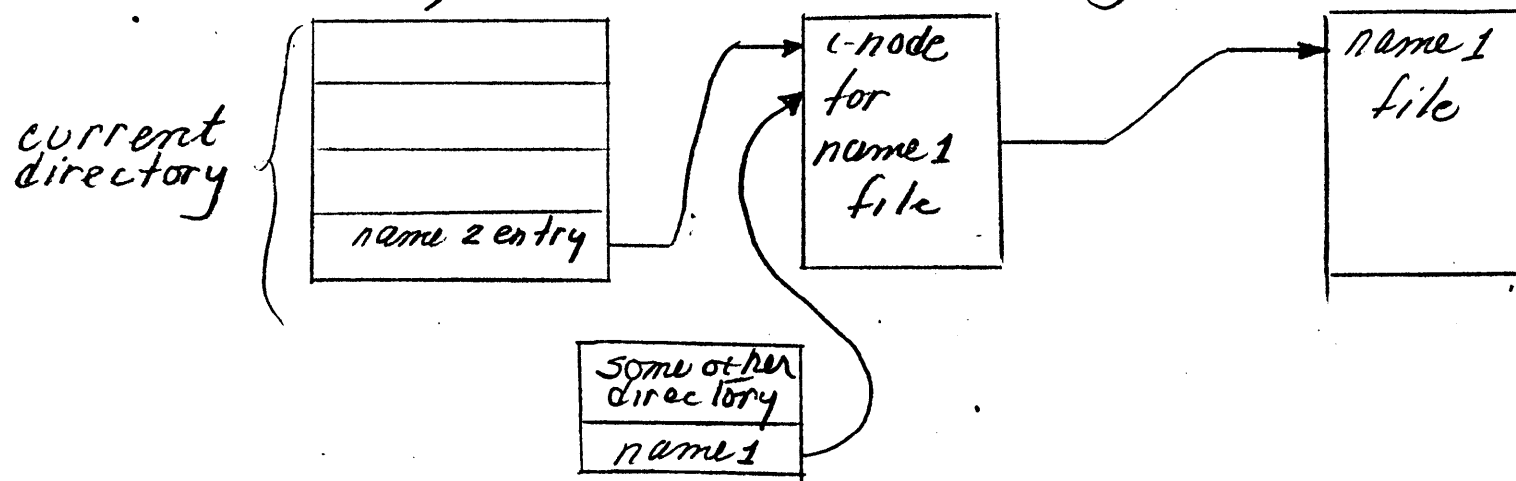 current
directory
name 2 entry
i-node
for
name 1
file
name 1
file
some other
directory
name 1